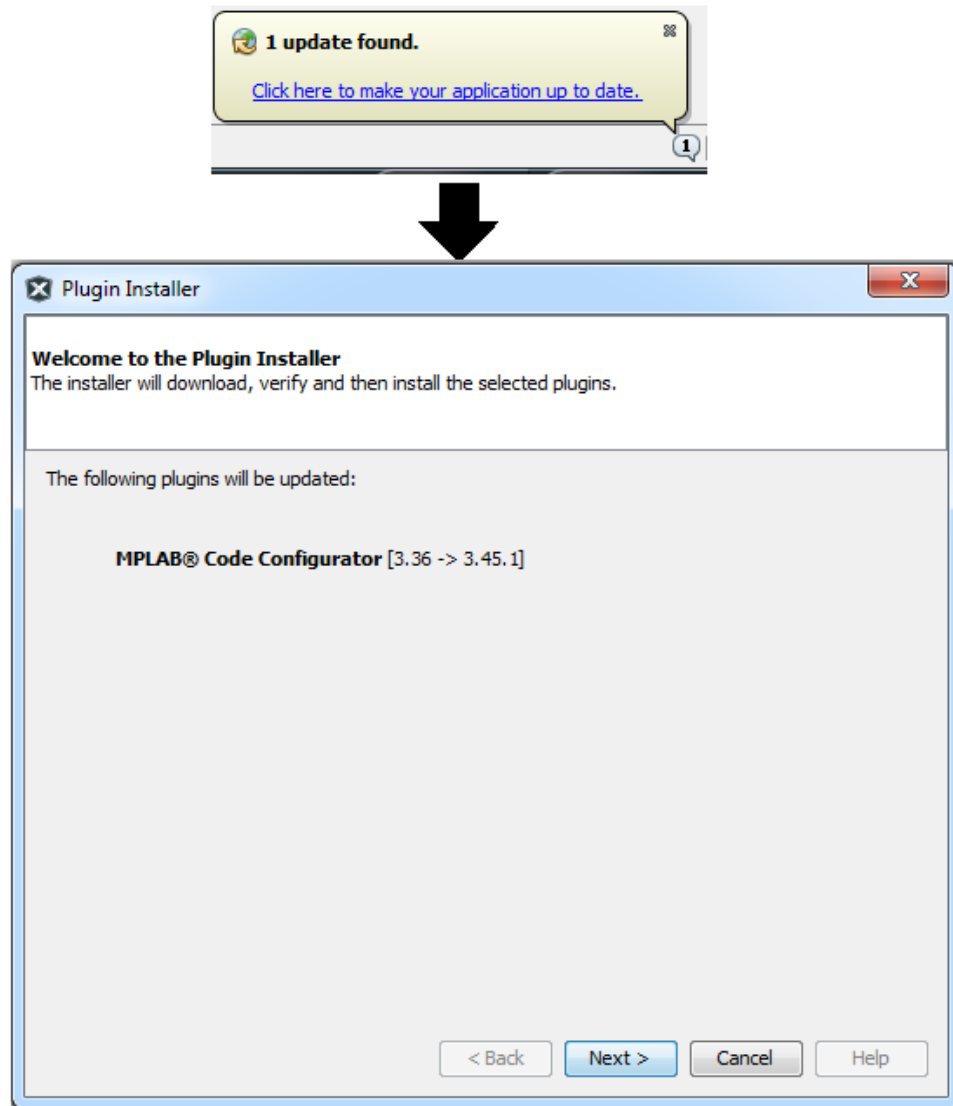 1 update found.
Click here to make your application up to date.
1
Plugin Installer
Welcome to the Plugin Installer
The installer will download, verify and then install the selected plugins.
The following plugins will be updated:
MPLAB® Code Configurator [3.36 -> 3.45.1]
< Back Next > Cancel Help